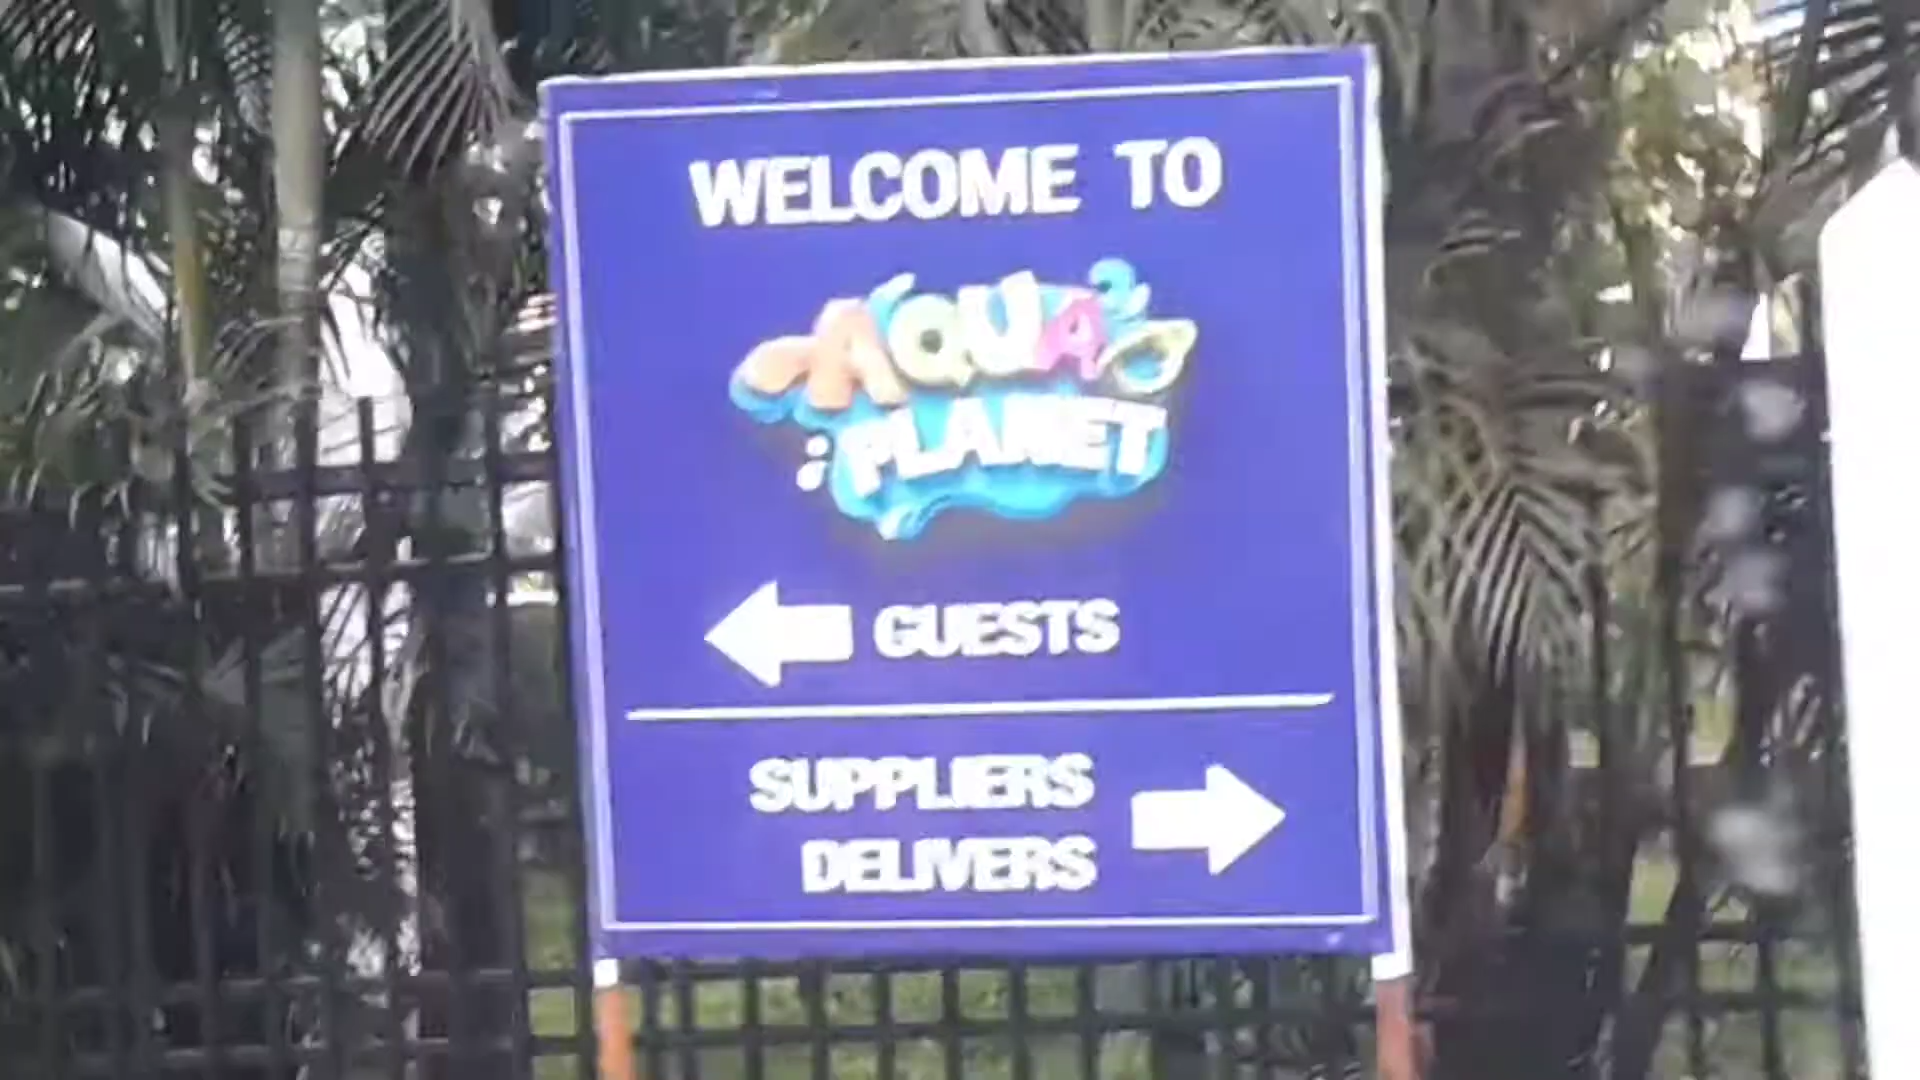 WELCOME TO
AQUA
PLANET
GUESTS
SUPPLIERS
DELIVERS